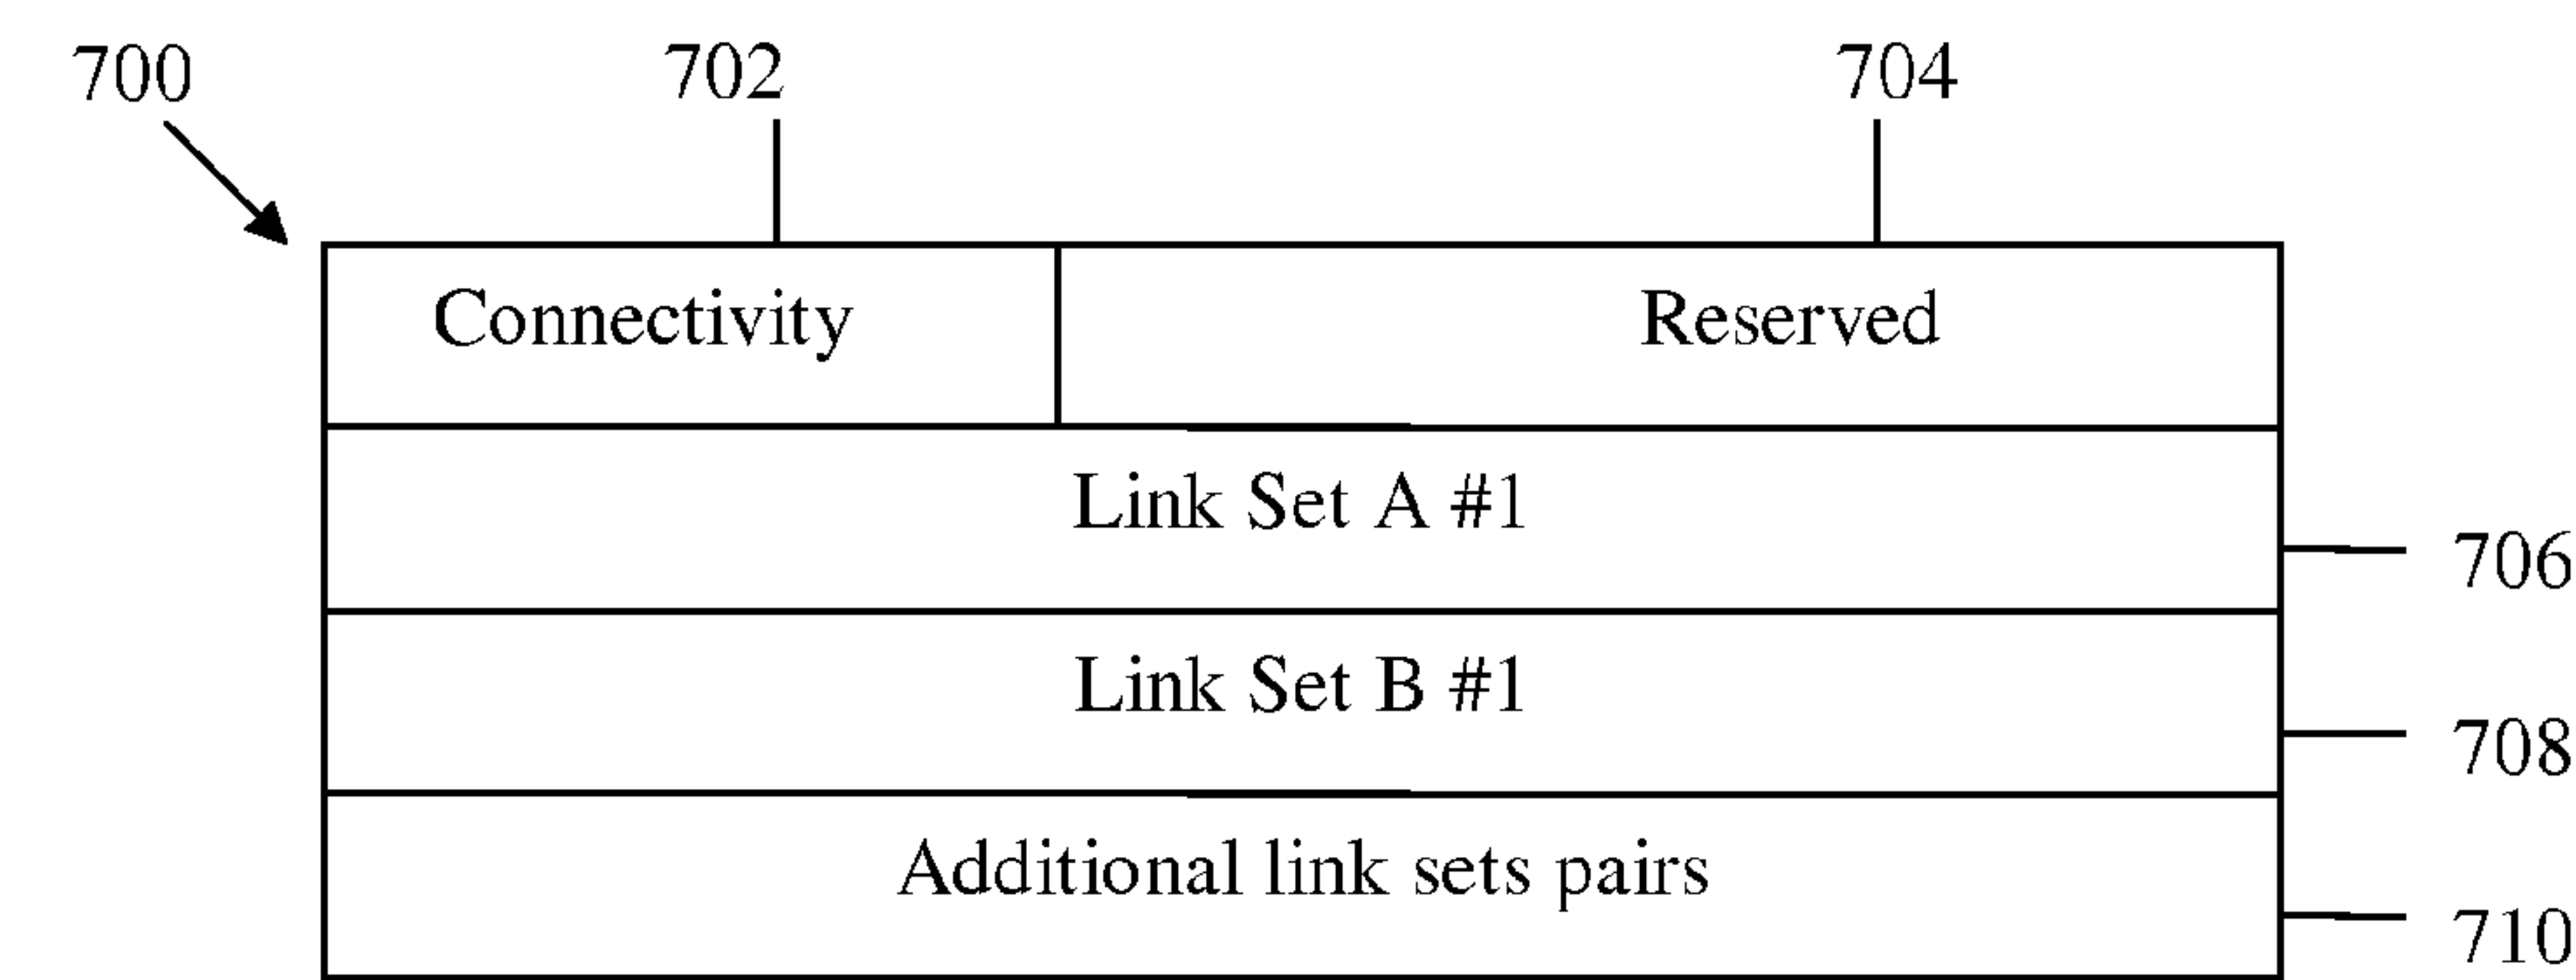 700 702 704
Connectivity Reserved
Link Set A #1
706
Link Set B #1
708
Additional link sets pairs
710